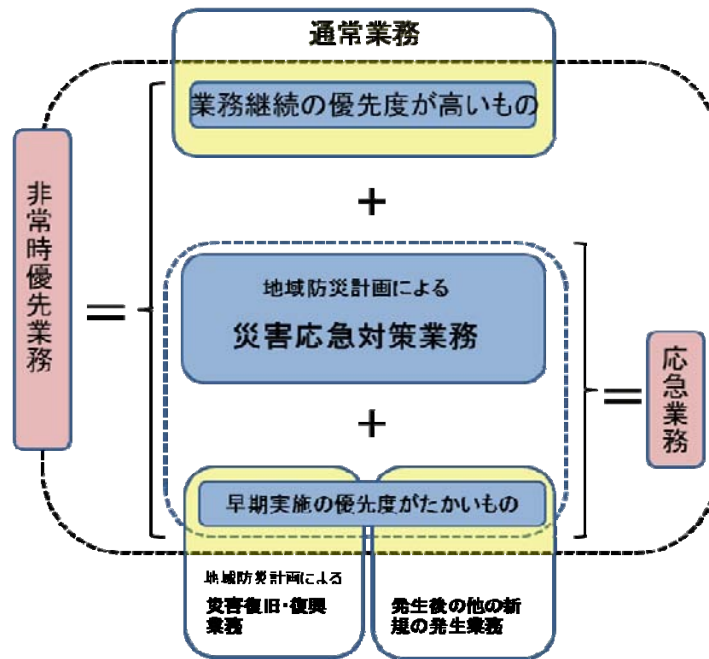 通常業務
業務継続の優先度が高いもの
+
非常時優先業務
=
地域防災計画による
災害応急対策業務
=
応急業務
+
早期実施の優先度がたかいもの
地域防災計画による
災害復旧・復興
業務
発生後の他の新
規の発生業務